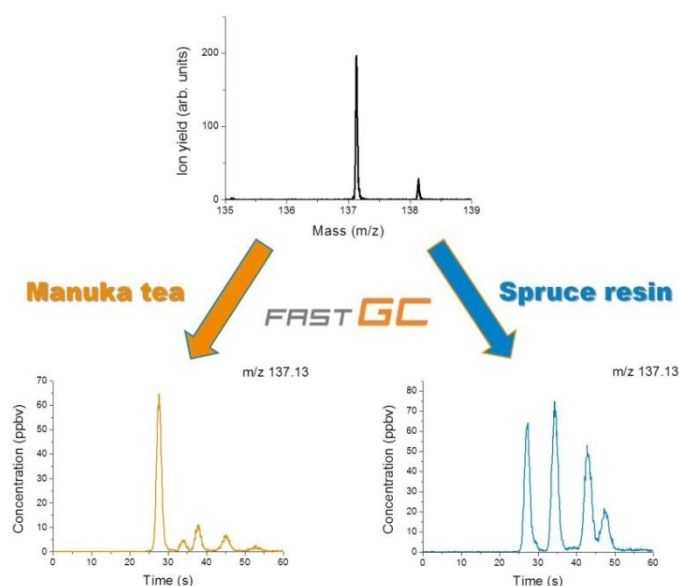 Ion yield (arb. units)
200
100
0
135 136 137 138 139
Mass (m/z)
Manuka tea
Spruce resin
FAST GC
m/z 137.13
Concentration (ppbv)
70
60
50
40
30
20
10
0
0 10 20 30 40 50 60
Time (s)
m/z 137.13
Concentration (ppbv)
80
70
60
50
40
30
20
10
0
0 10 20 30 40 50 60
Time (s)